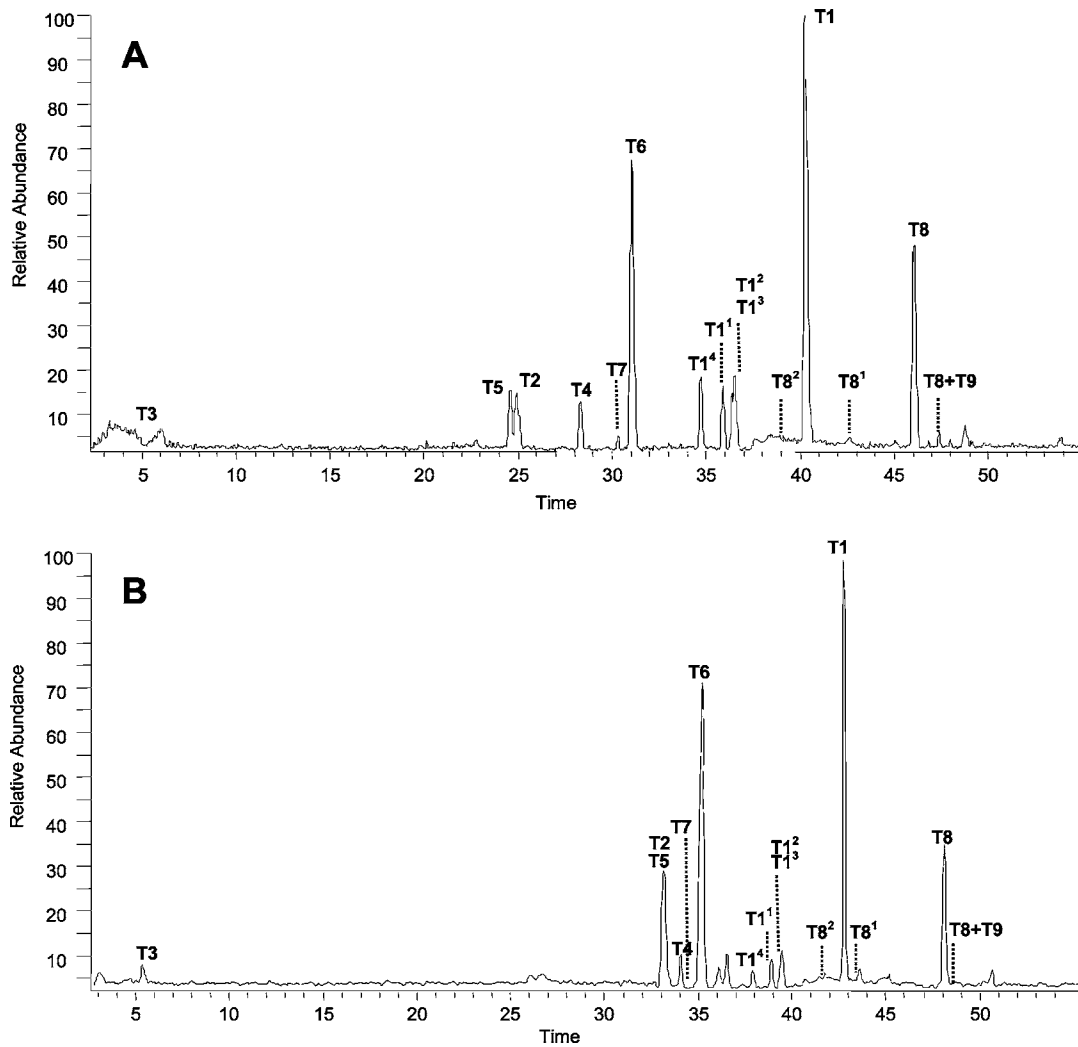 A
Relative Abundance
100
90
80
70
60
50
40
30
20
10
T3
T5
T2
T4
T7
T6
T1⁴
T1¹
T1²
T1³
T8²
T1
T8¹
T8
T8+T9
5 10 15 20 25 30 35 40 45 50
Time
B
Relative Abundance
100
90
80
70
60
50
40
30
20
10
T3
T2
T5
T4
T7
T6
T1⁴
T1¹
T1²
T1³
T8²
T1
T8¹
T8
T8+T9
5 10 15 20 25 30 35 40 45 50
Time